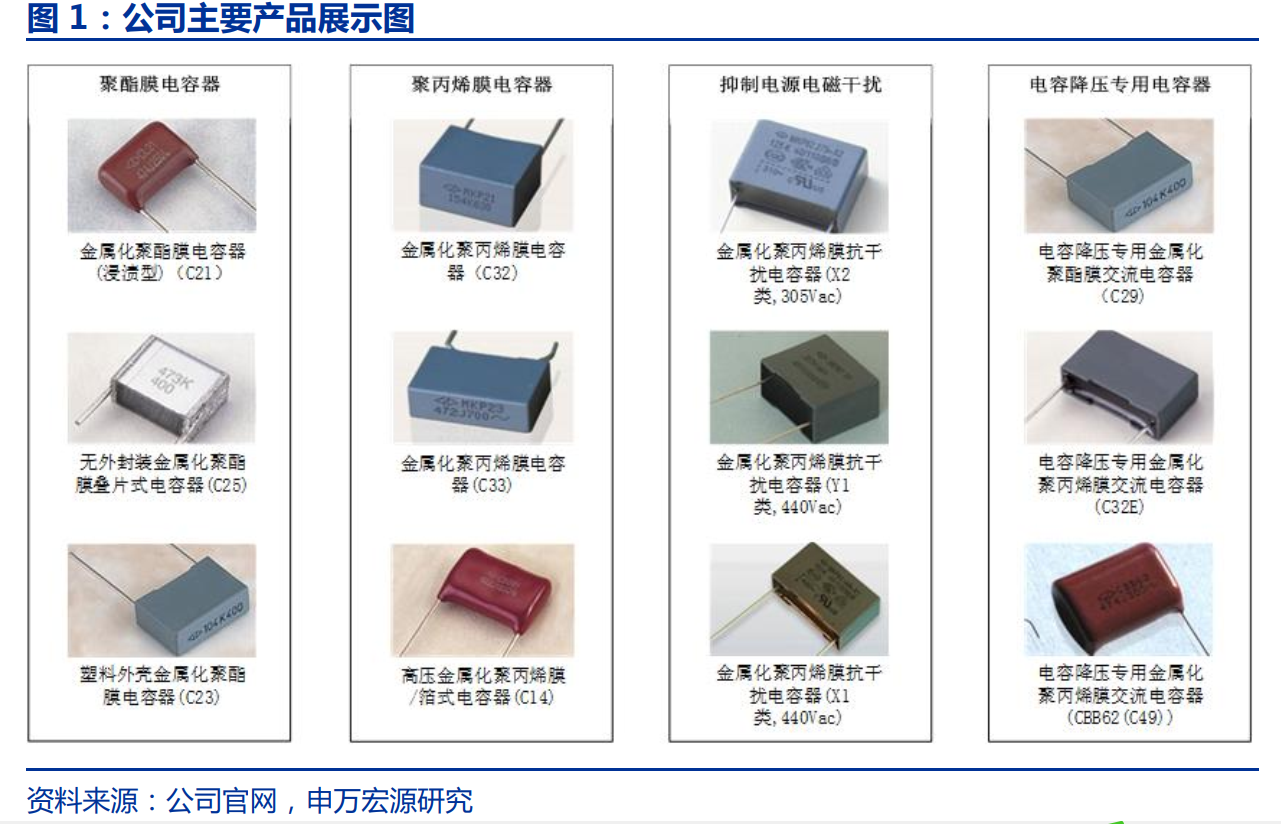 图 1：公司主要产品展示图
聚酯膜电容器
金属化聚酯膜电容器
(浸渍型)（C21）
473K
400
无外封装金属化聚酯
膜叠片式电容器(C25)
104K400
塑料外壳金属化聚酯
膜电容器(C23)
聚丙烯膜电容器
MKP21
金属化聚丙烯膜电容
器（C32）
MKP23
472J700
金属化聚丙烯膜电容
器(C33)
高压金属化聚丙烯膜
/箔式电容器(C14)
抑制电源电磁干扰
金属化聚丙烯膜抗干
扰电容器(X2
类,305Vac)
金属化聚丙烯膜抗干
扰电容器(Y1
类,440Vac)
金属化聚丙烯膜抗干
扰电容器(X1
类,440Vac)
电容降压专用电容器
104K400
电容降压专用金属化
聚酯膜交流电容器
（C29)
电容降压专用金属化
聚丙烯膜交流电容器
(C32E)
电容降压专用金属化
聚丙烯膜交流电容器
(CBB62(C49))
资料来源：公司官网，申万宏源研究